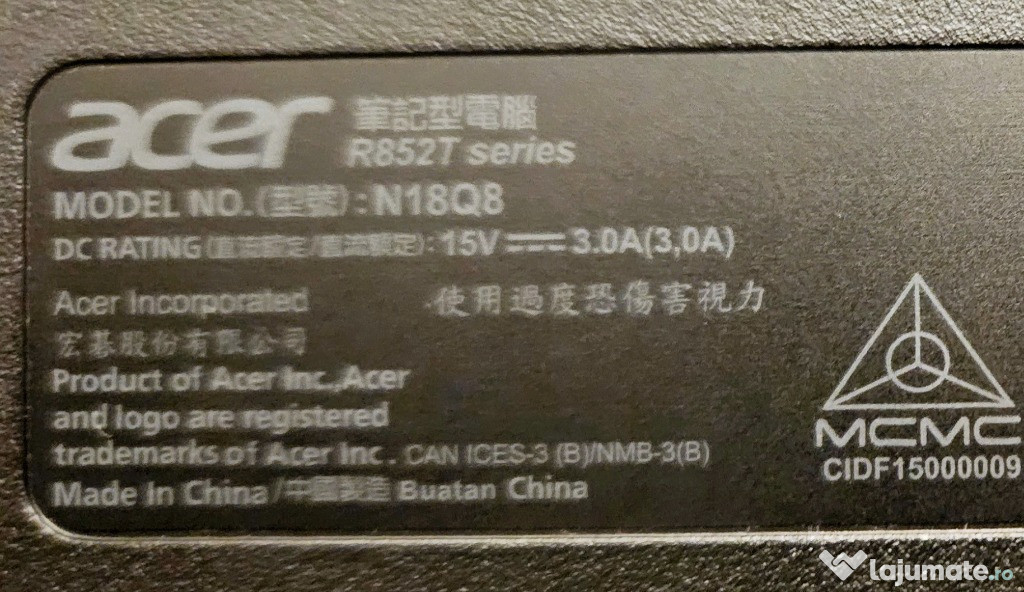 acer 筆記型電腦
R852T series
MODEL NO.(型號):N18Q8
DC RATING(直流額定/直流額定): 15V ⎓ 3.0A(3,0A)
Acer Incorporated 使用過度恐傷害視力
宏碁股份有限公司
Product of Acer Inc.,Acer
and logo are registered
trademarks of Acer Inc. CAN ICES-3 (B)/NMB-3(B)
Made In China/中國製造 Buatan China
MCMC
CIDF15000009
lajumate.ro